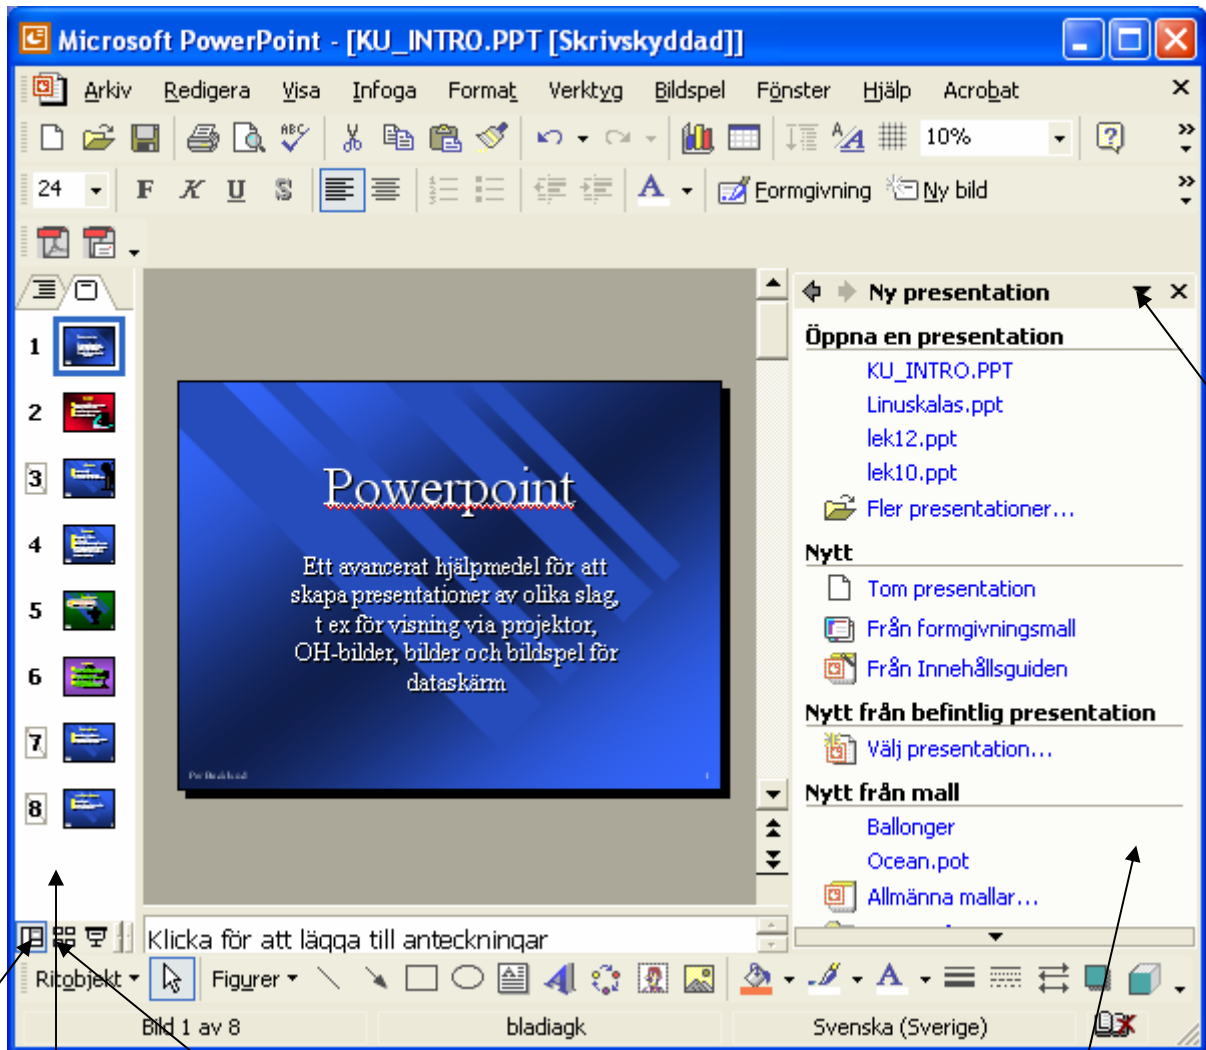 Microsoft PowerPoint - [KU_INTRO.PPT [Skrivskyddad]]
Arkiv Redigera Visa Infoga Format Verktyg Bildspel Fönster Hjälp Acrobat
ABC 10%
24 F K U S A Formgivning Ny bild
Ny presentation
Öppna en presentation
KU_INTRO.PPT
Linuskalas.ppt
lek12.ppt
lek10.ppt
Fler presentationer...
Nytt
Tom presentation
Från formgivningsmall
Från Innehållsguiden
Nytt från befintlig presentation
Välj presentation...
Nytt från mall
Ballonger
Ocean.pot
Allmänna mallar...
1
2
3
4
5
6
7
8
Powerpoint
Ett avancerat hjälpmedel för att
skapa presentationer av olika slag,
t ex för visning via projektor,
OH-bilder, bilder och bildspel för
dataskärm
1
Klicka för att lägga till anteckningar
Ritobjekt Figurer A A
Bild 1 av 8 bladiagk Svenska (Sverige)